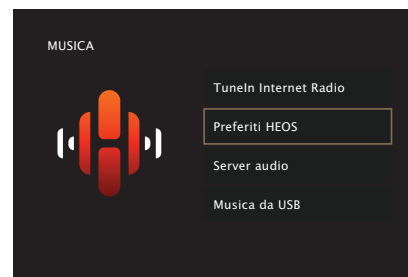 MUSICA
TuneIn Internet Radio
Preferiti HEOS
Server audio
Musica da USB